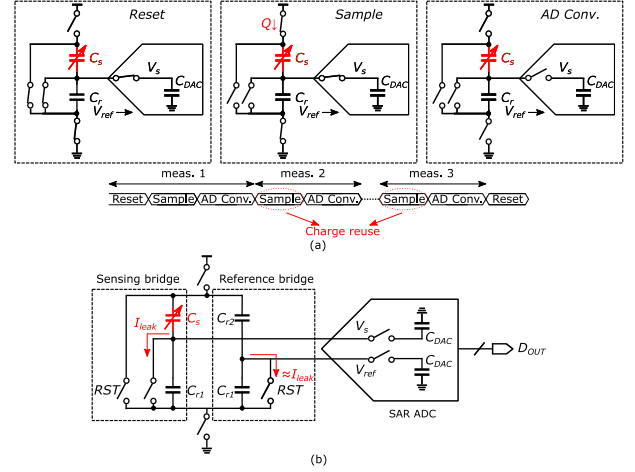 Reset
Sample
AD Conv.
Q↓
Cs
Vs
CDAC
Cr
Vref
Cs
Vs
CDAC
Cr
Vref
Cs
Vs
CDAC
Cr
Vref
meas. 1
meas. 2
meas. 3
Reset Sample AD Conv. Sample AD Conv. Sample AD Conv. Reset
Charge reuse
(a)
Sensing bridge
Reference bridge
Ileak
Cs
Cr2
Vs
CDAC
DOUT
RST
Cr1
Cr1
≈Ileak
RST
Vref
CDAC
SAR ADC
(b)